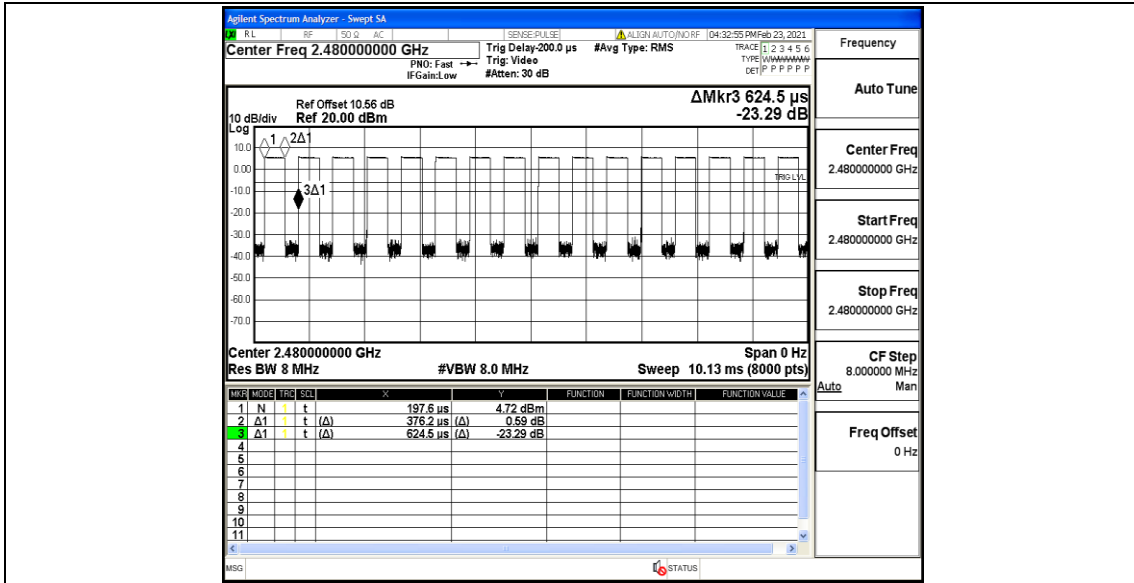 Agilent Spectrum Analyzer - Swept SA
LXI RL RF 50 Ω AC SENSE:PULSE ALIGN AUTO/NO RF 04:32:55 PM Feb 23, 2021
Center Freq 2.480000000 GHz Trig Delay-200.0 µs #Avg Type: RMS TRACE 1 2 3 4 5 6
PNO: Fast Trig: Video TYPE
IFGain:Low #Atten: 30 dB DET P P P P P P
ΔMkr3 624.5 µs
-23.29 dB
Ref Offset 10.56 dB
10 dB/div Ref 20.00 dBm
Log
1 2Δ1
10.0
0.00
TRIG LVL
3Δ1
-10.0
-20.0
-30.0
-40.0
-50.0
-60.0
-70.0
Center 2.480000000 GHz Span 0 Hz
Res BW 8 MHz #VBW 8.0 MHz Sweep 10.13 ms (8000 pts)
MKR MODE TRC SCL X Y FUNCTION FUNCTION WIDTH FUNCTION VALUE
1 N 1 t 197.6 µs 4.72 dBm
2 Δ1 1 t (Δ) 376.2 µs (Δ) 0.59 dB
3 Δ1 1 t (Δ) 624.5 µs (Δ) -23.29 dB
4
5
6
7
8
9
10
11
MSG STATUS
Frequency
Auto Tune
Center Freq
2.480000000 GHz
Start Freq
2.480000000 GHz
Stop Freq
2.480000000 GHz
CF Step
8.000000 MHz
Auto Man
Freq Offset
0 Hz